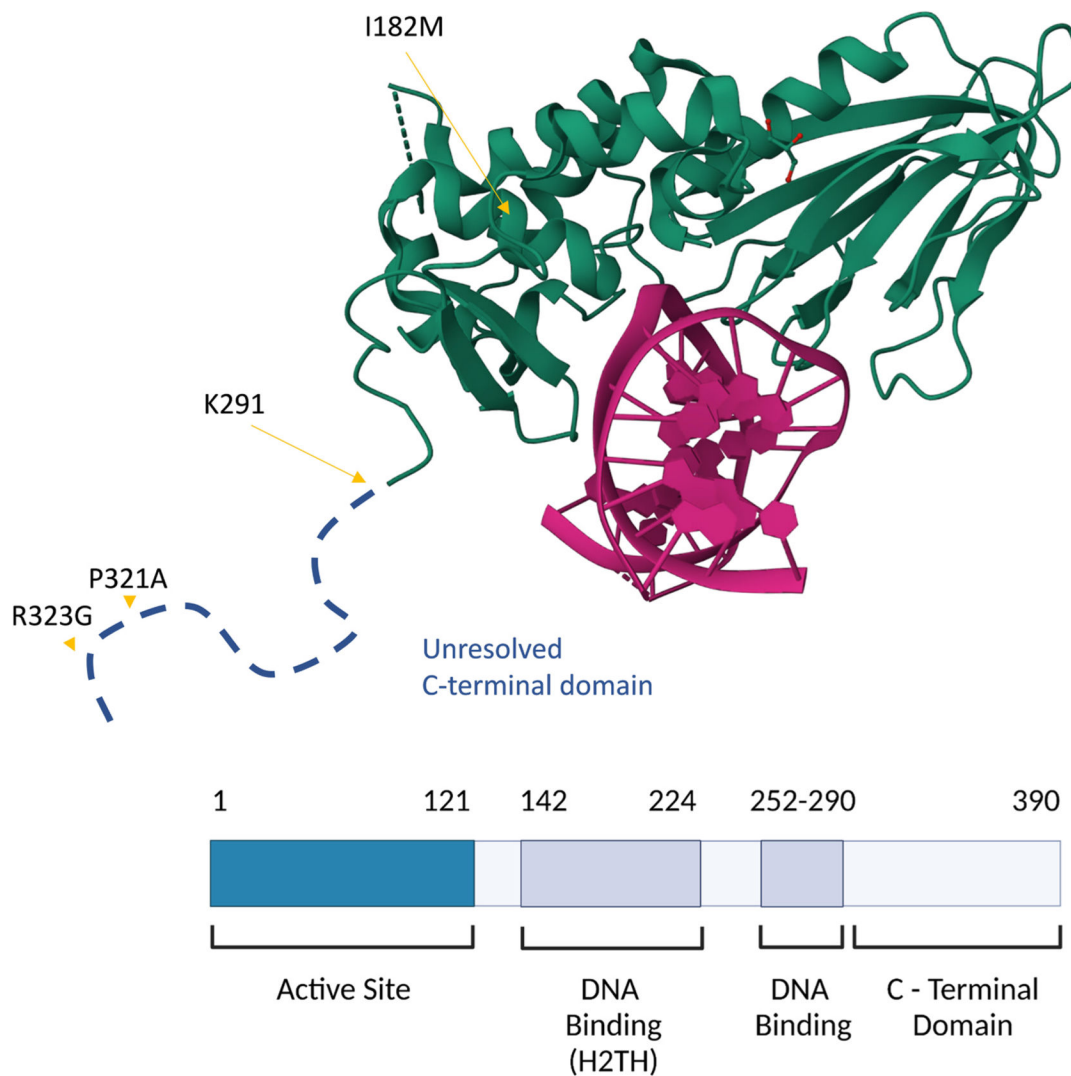 I182M
K291
P321A
R323G
Unresolved
C-terminal domain
1 121 142 224 252-290 390
Active Site
DNA
Binding
(H2TH)
DNA
Binding
C - Terminal
Domain